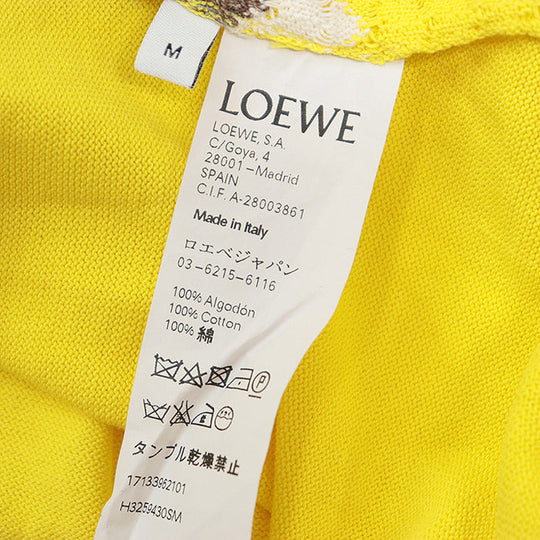 M
LOEWE
LOEWE, S.A.
C/Goya, 4
28001-Madrid
SPAIN
C.I.F. A-28003861
Made in Italy
ロエベジャパン
03-6215-6116
100% Algodón
100% Cotton
100% 綿
P
タンブル乾燥禁止
17133962101
H3259430SM